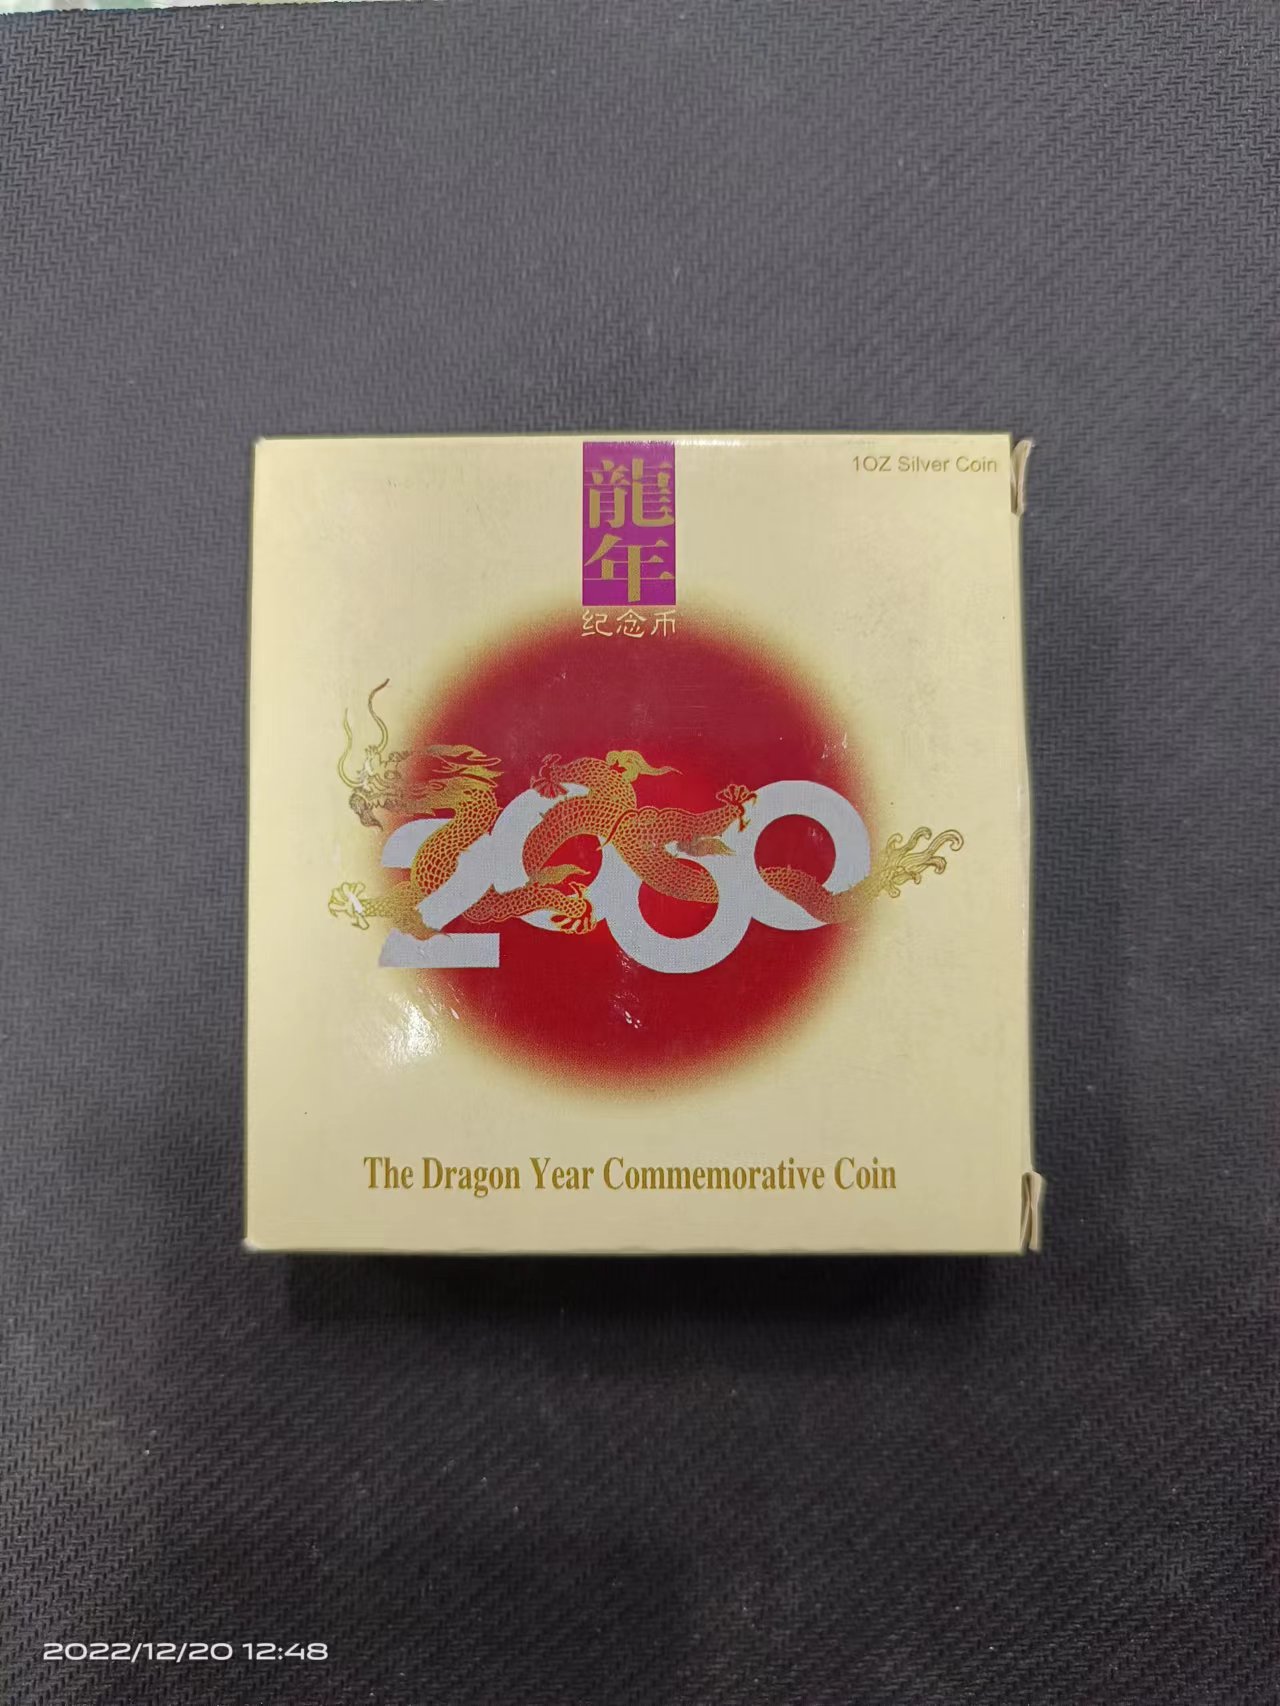 1OZ Silver Coin
龍年
纪念币
2000
The Dragon Year Commemorative Coin
2022/12/20 12:48